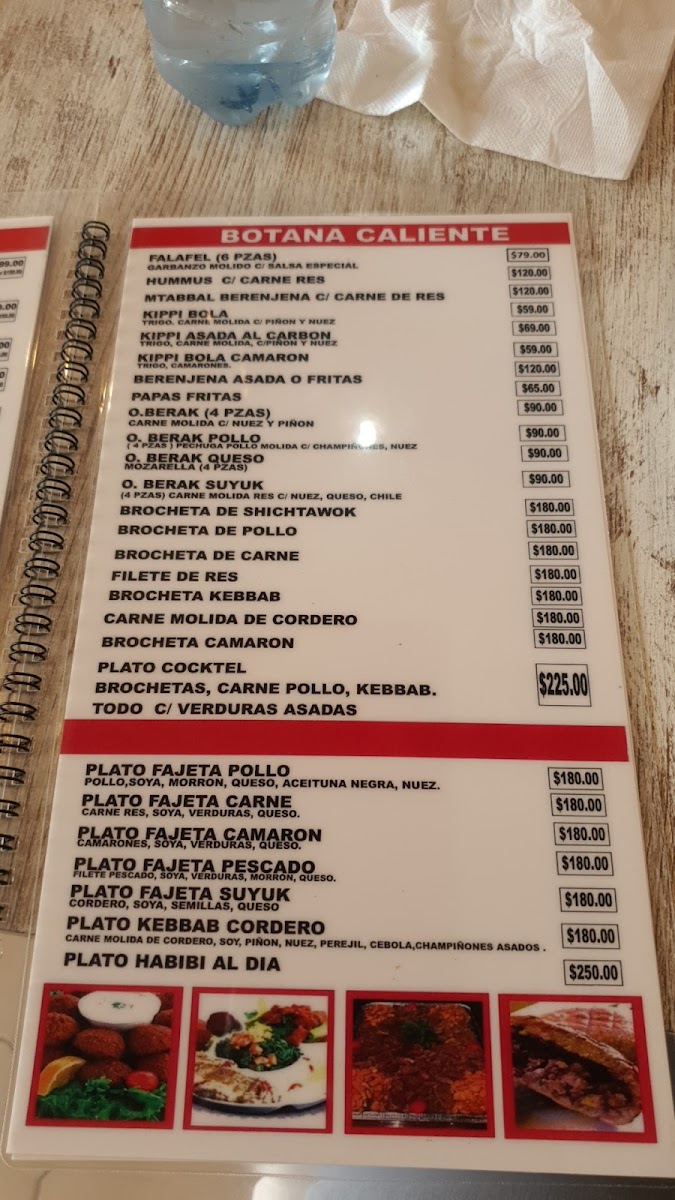 BOTANA CALIENTE
FALAFEL (6 PZAS) $79.00
GARBANZO MOLIDO C/ SALSA ESPECIAL
HUMMUS C/ CARNE RES $120.00
MTABBAL BERENJENA C/ CARNE DE RES $120.00
KIPPI BOLA $59.00
TRIGO, CARNE MOLIDA C/ PIÑON Y NUEZ
KIPPI ASADA AL CARBON $69.00
TRIGO, CARNE MOLIDA, C/PIÑON Y NUEZ
KIPPI BOLA CAMARON $59.00
TRIGO, CAMARONES.
BERENJENA ASADA O FRITAS $120.00
PAPAS FRITAS $65.00
O.BERAK (4 PZAS) $90.00
CARNE MOLIDA C/ NUEZ Y PIÑON
O. BERAK POLLO $90.00
( 4 PZAS ) PECHUGA POLLO MOLIDA C/ CHAMPIÑONES, NUEZ
O. BERAK QUESO $90.00
MOZARELLA (4 PZAS)
O. BERAK SUYUK $90.00
(4 PZAS) CARNE MOLIDA RES C/ NUEZ, QUESO, CHILE
BROCHETA DE SHICHTAWOK $180.00
BROCHETA DE POLLO $180.00
BROCHETA DE CARNE $180.00
FILETE DE RES $180.00
BROCHETA KEBBAB $180.00
CARNE MOLIDA DE CORDERO $180.00
BROCHETA CAMARON $180.00
PLATO COCKTEL
BROCHETAS, CARNE POLLO, KEBBAB. $225.00
TODO C/ VERDURAS ASADAS
PLATO FAJETA POLLO $180.00
POLLO,SOYA, MORRON, QUESO, ACEITUNA NEGRA, NUEZ.
PLATO FAJETA CARNE $180.00
CARNE RES, SOYA, VERDURAS, QUESO.
PLATO FAJETA CAMARON $180.00
CAMARONES, SOYA, VERDURAS, QUESO.
PLATO FAJETA PESCADO $180.00
FILETE PESCADO, SOYA, VERDURAS, MORRON, QUESO.
PLATO FAJETA SUYUK $180.00
CORDERO, SOYA, SEMILLAS, QUESO
PLATO KEBBAB CORDERO $180.00
CARNE MOLIDA DE CORDERO, SOY, PIÑON, NUEZ, PEREJIL, CEBOLA,CHAMPIÑONES ASADOS .
PLATO HABIBI AL DIA $250.00